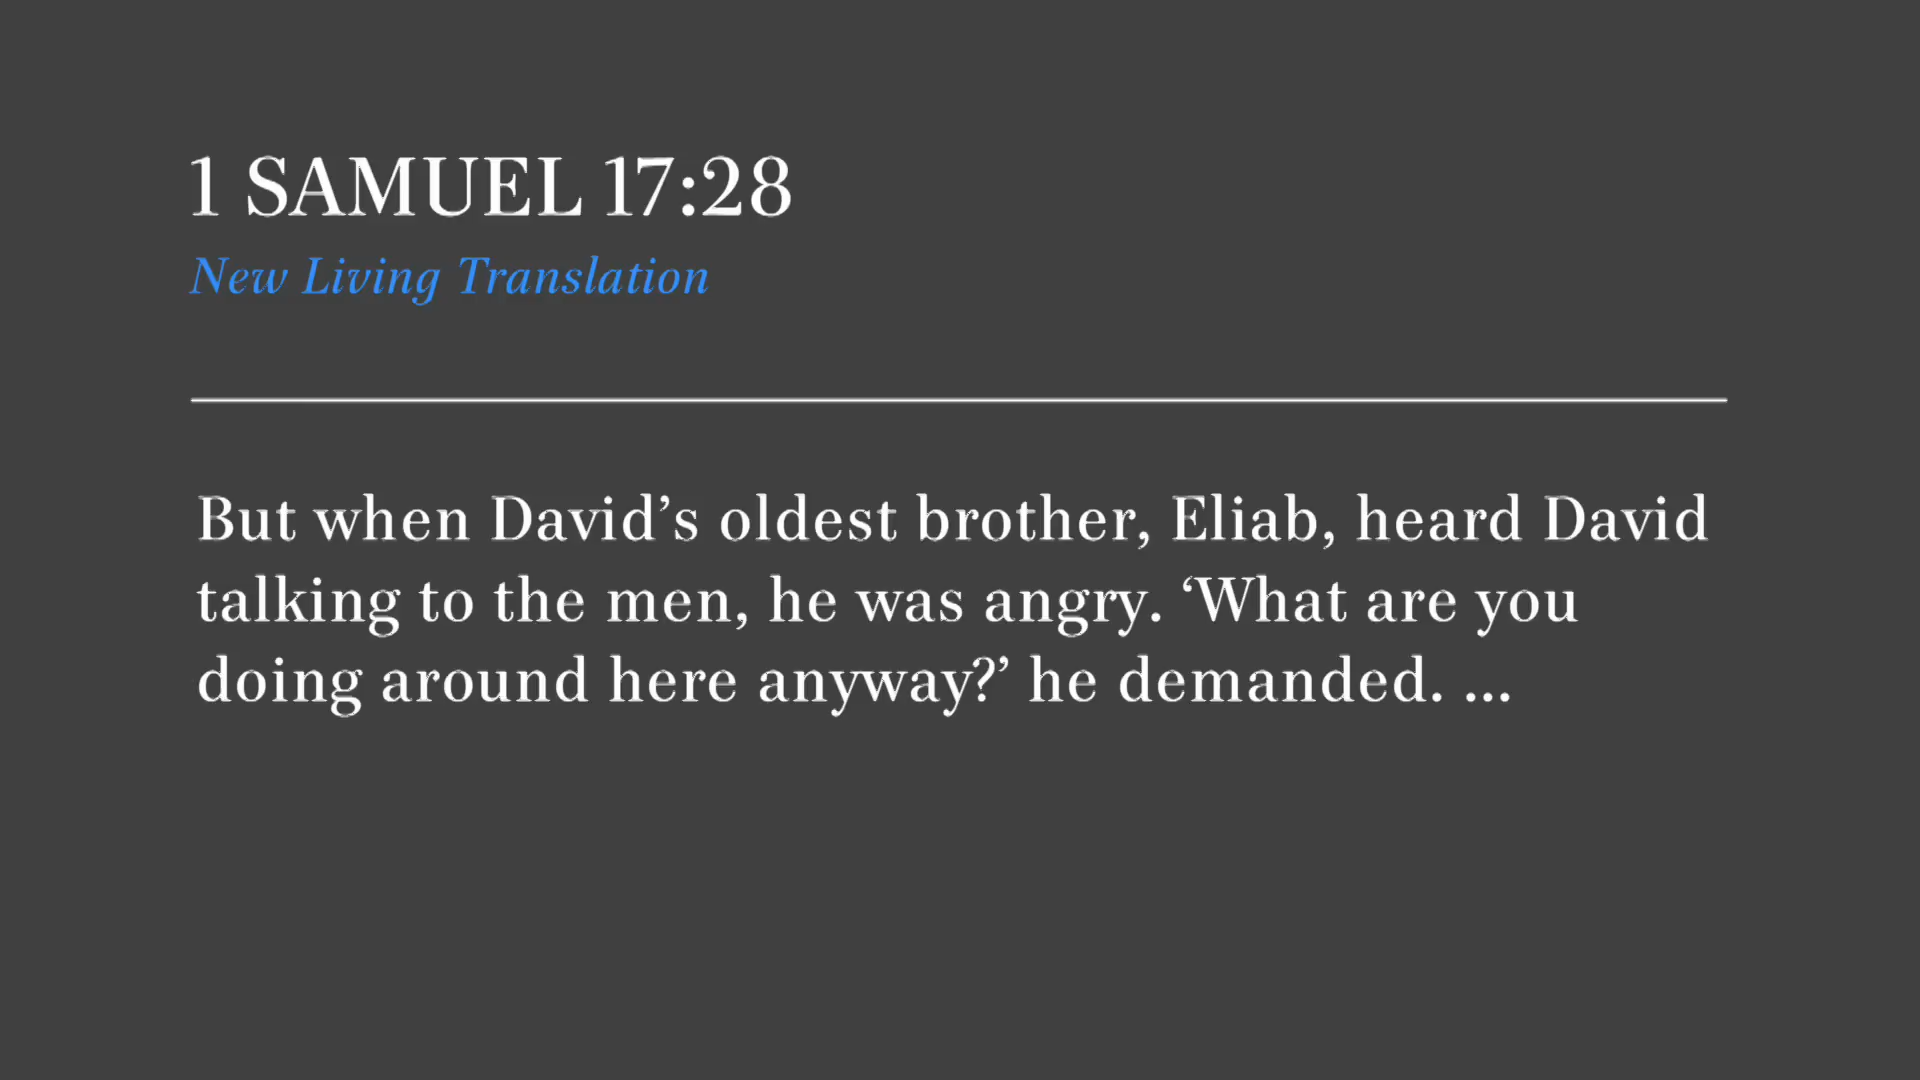 1 SAMUEL 17:28
New Living Translation
But when David’s oldest brother, Eliab, heard David
talking to the men, he was angry. ‘What are you
doing around here anyway?’ he demanded. ...